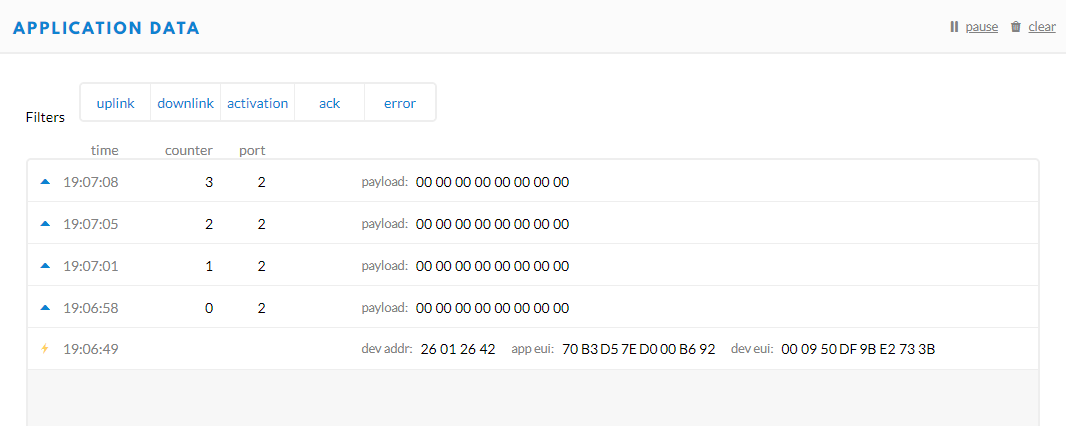 APPLICATION DATA
pause clear
Filters uplink downlink activation ack error
time counter port
19:07:08 3 2 payload: 00 00 00 00 00 00 00 00
19:07:05 2 2 payload: 00 00 00 00 00 00 00 00
19:07:01 1 2 payload: 00 00 00 00 00 00 00 00
19:06:58 0 2 payload: 00 00 00 00 00 00 00 00
19:06:49 dev addr: 26 01 26 42 app eui: 70 B3 D5 7E D0 00 B6 92 dev eui: 00 09 50 DF 9B E2 73 3B